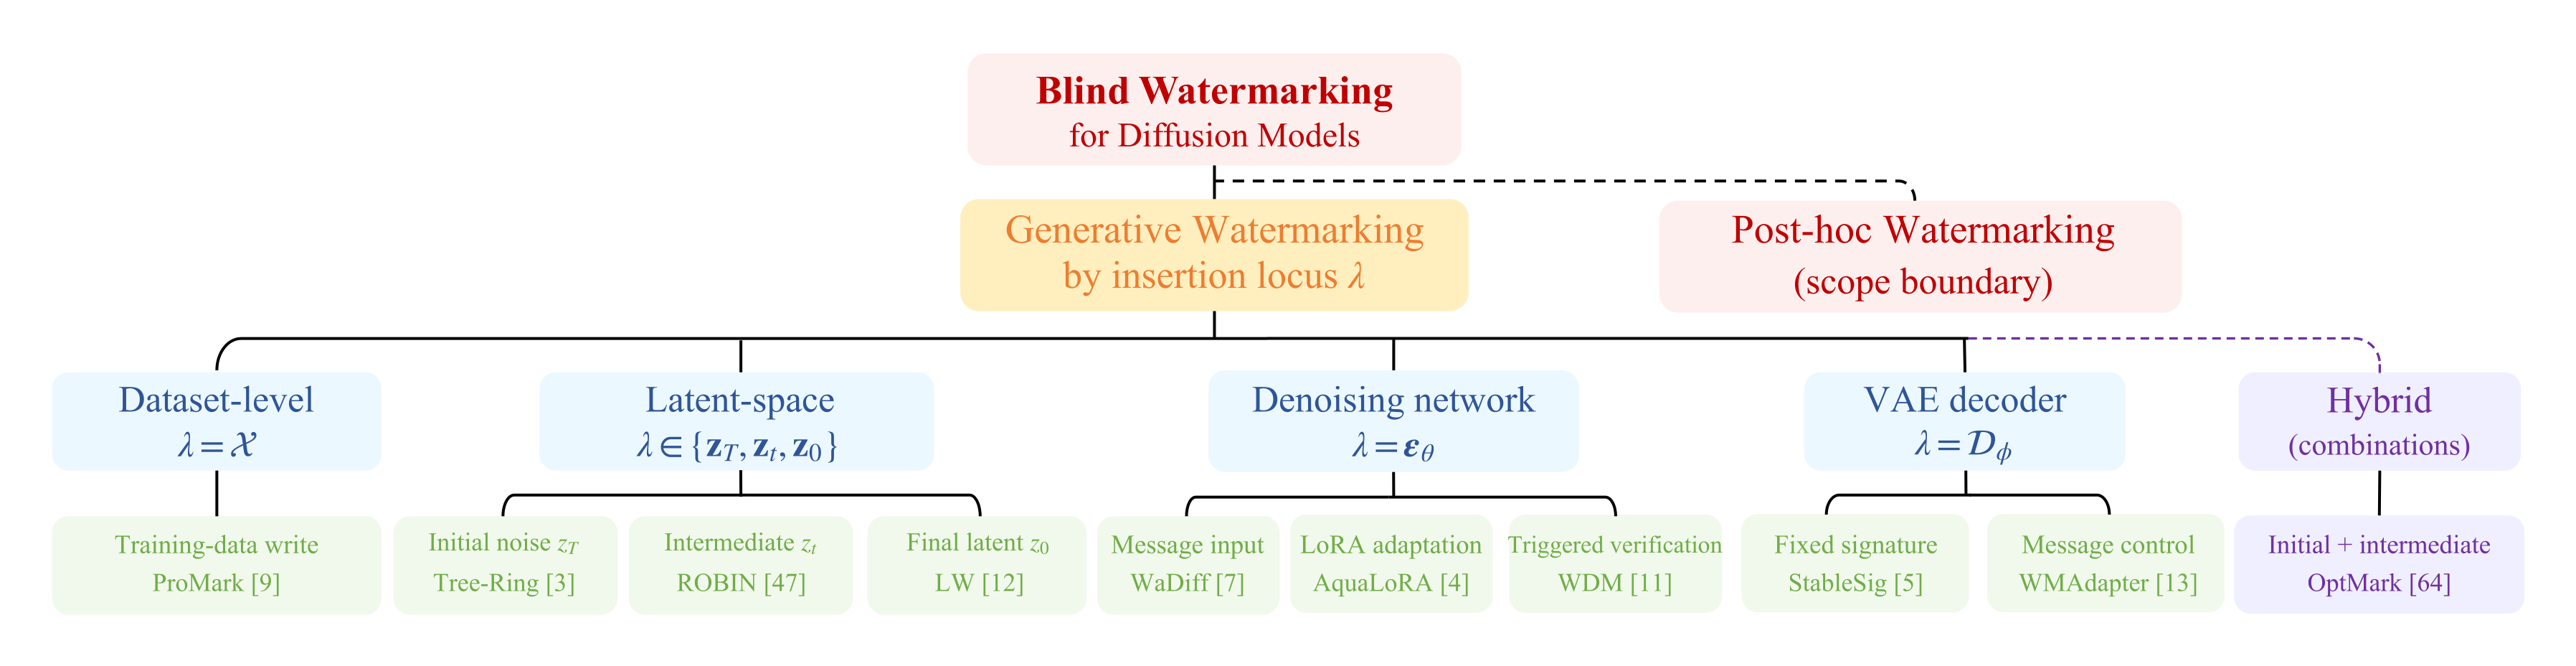 Blind Watermarking
for Diffusion Models
Generative Watermarking
by insertion locus λ
Post-hoc Watermarking
(scope boundary)
Dataset-level
λ = 𝒳
Latent-space
λ ∈ {z_T, z_t, z_0}
Denoising network
λ = ε_θ
VAE decoder
λ = 𝒟_ϕ
Hybrid
(combinations)
Training-data write
ProMark [9]
Initial noise z_T
Tree-Ring [3]
Intermediate z_t
ROBIN [47]
Final latent z_0
LW [12]
Message input
WaDiff [7]
LoRA adaptation
AquaLoRA [4]
Triggered verification
WDM [11]
Fixed signature
StableSig [5]
Message control
WMAdapter [13]
Initial + intermediate
OptMark [64]